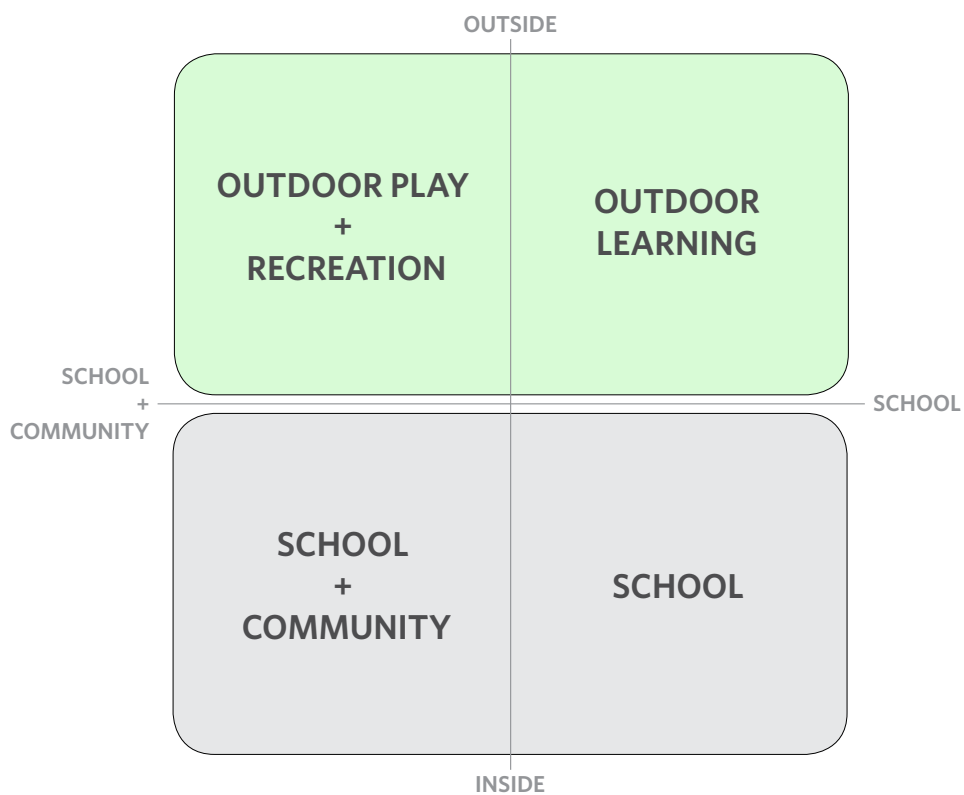 OUTSIDE
OUTDOOR PLAY
+
RECREATION
OUTDOOR
LEARNING
SCHOOL
+
COMMUNITY
SCHOOL
SCHOOL
+
COMMUNITY
SCHOOL
INSIDE